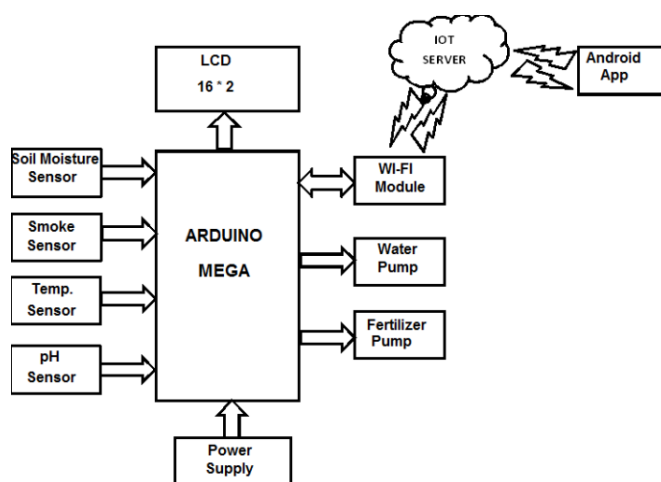 LCD
16 * 2
IOT
SERVER
Android
App
Soil Moisture
Sensor
Smoke
Sensor
Temp.
Sensor
pH
Sensor
ARDUINO
MEGA
WI-FI
Module
Water
Pump
Fertilizer
Pump
Power
Supply